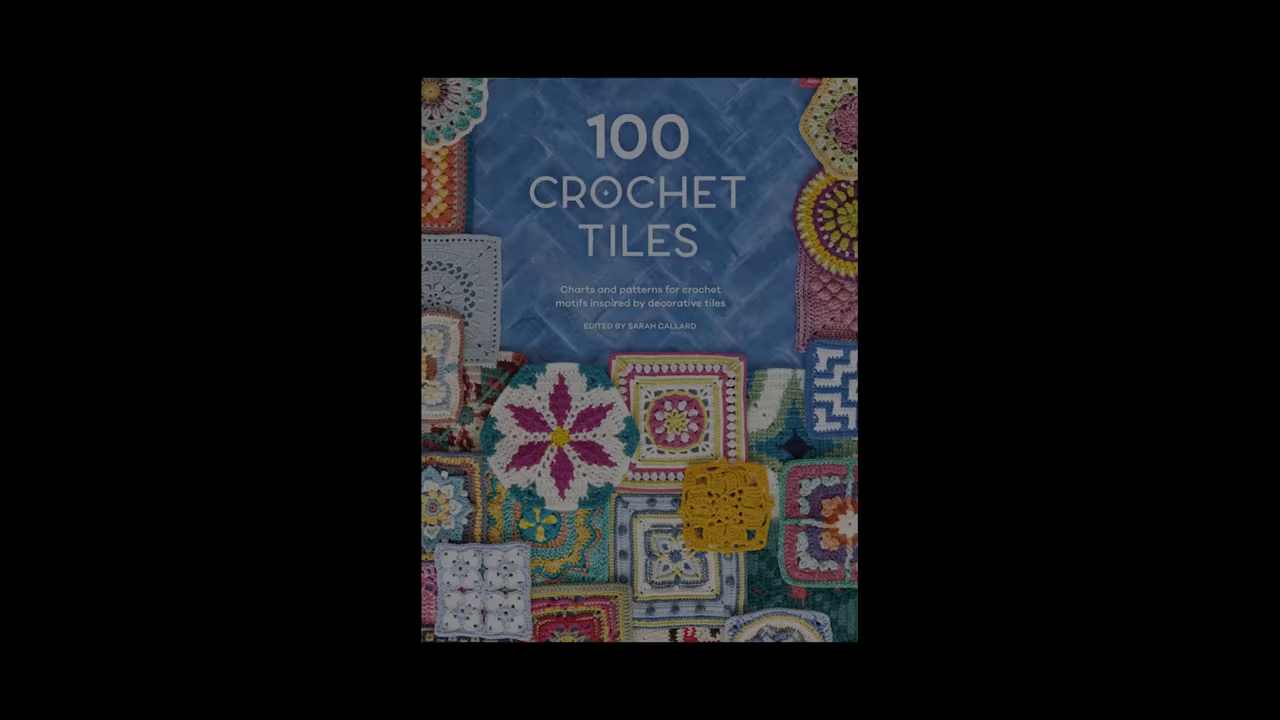 100
CROCHET
TILES
Charts and patterns for crochet
motifs inspired by decorative tiles
EDITED BY SARAH CALLARD